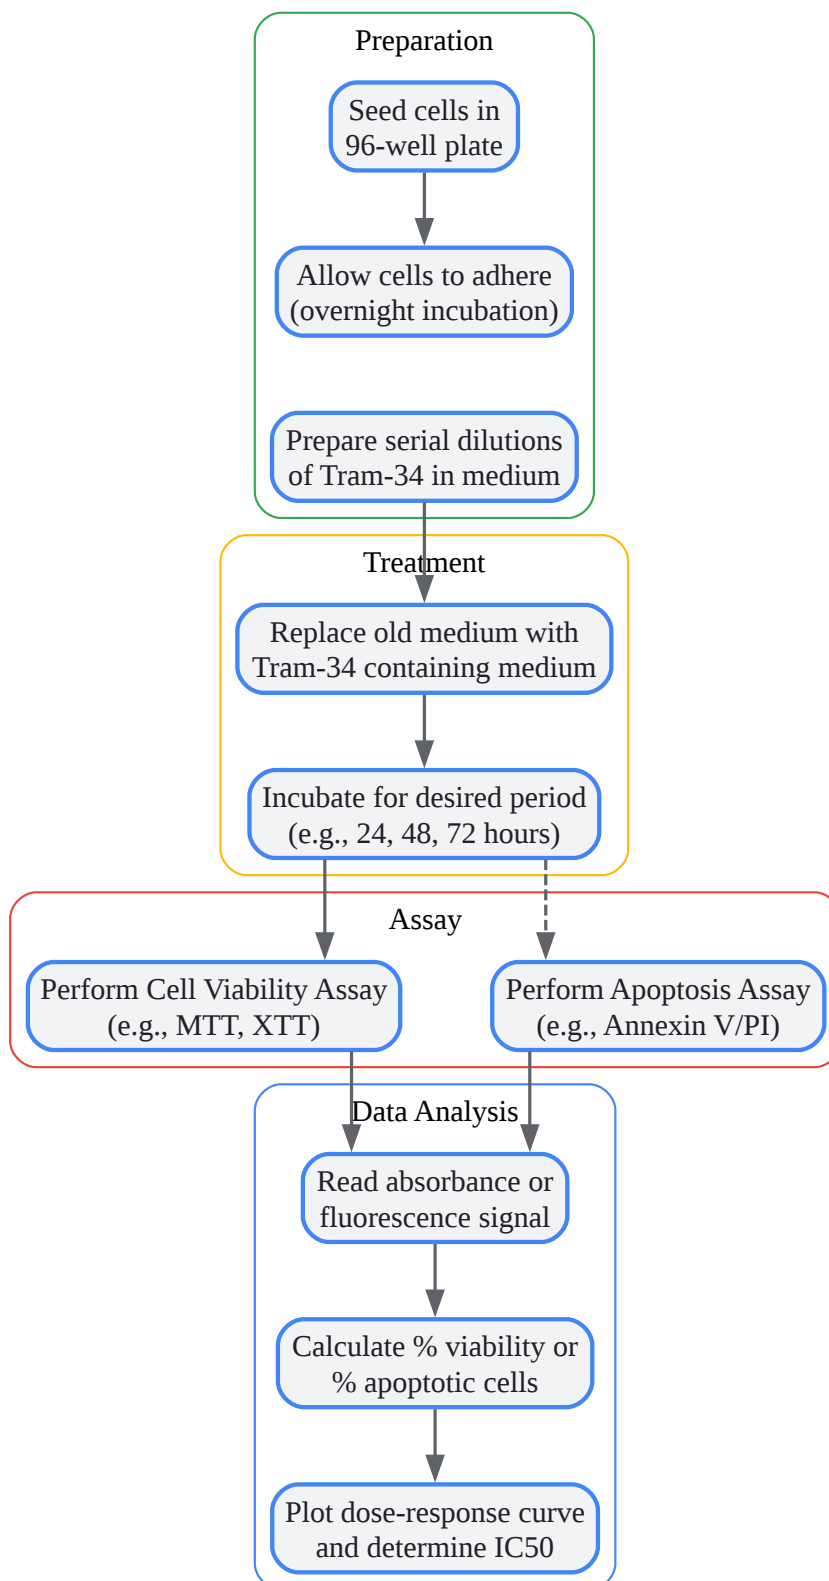 Preparation
Seed cells in
96-well plate
Allow cells to adhere
(overnight incubation)
Prepare serial dilutions
of Tram-34 in medium
Treatment
Replace old medium with
Tram-34 containing medium
Incubate for desired period
(e.g., 24, 48, 72 hours)
Assay
Perform Cell Viability Assay
(e.g., MTT, XTT)
Perform Apoptosis Assay
(e.g., Annexin V/PI)
Data Analysis
Read absorbance or
fluorescence signal
Calculate % viability or
% apoptotic cells
Plot dose-response curve
and determine IC50